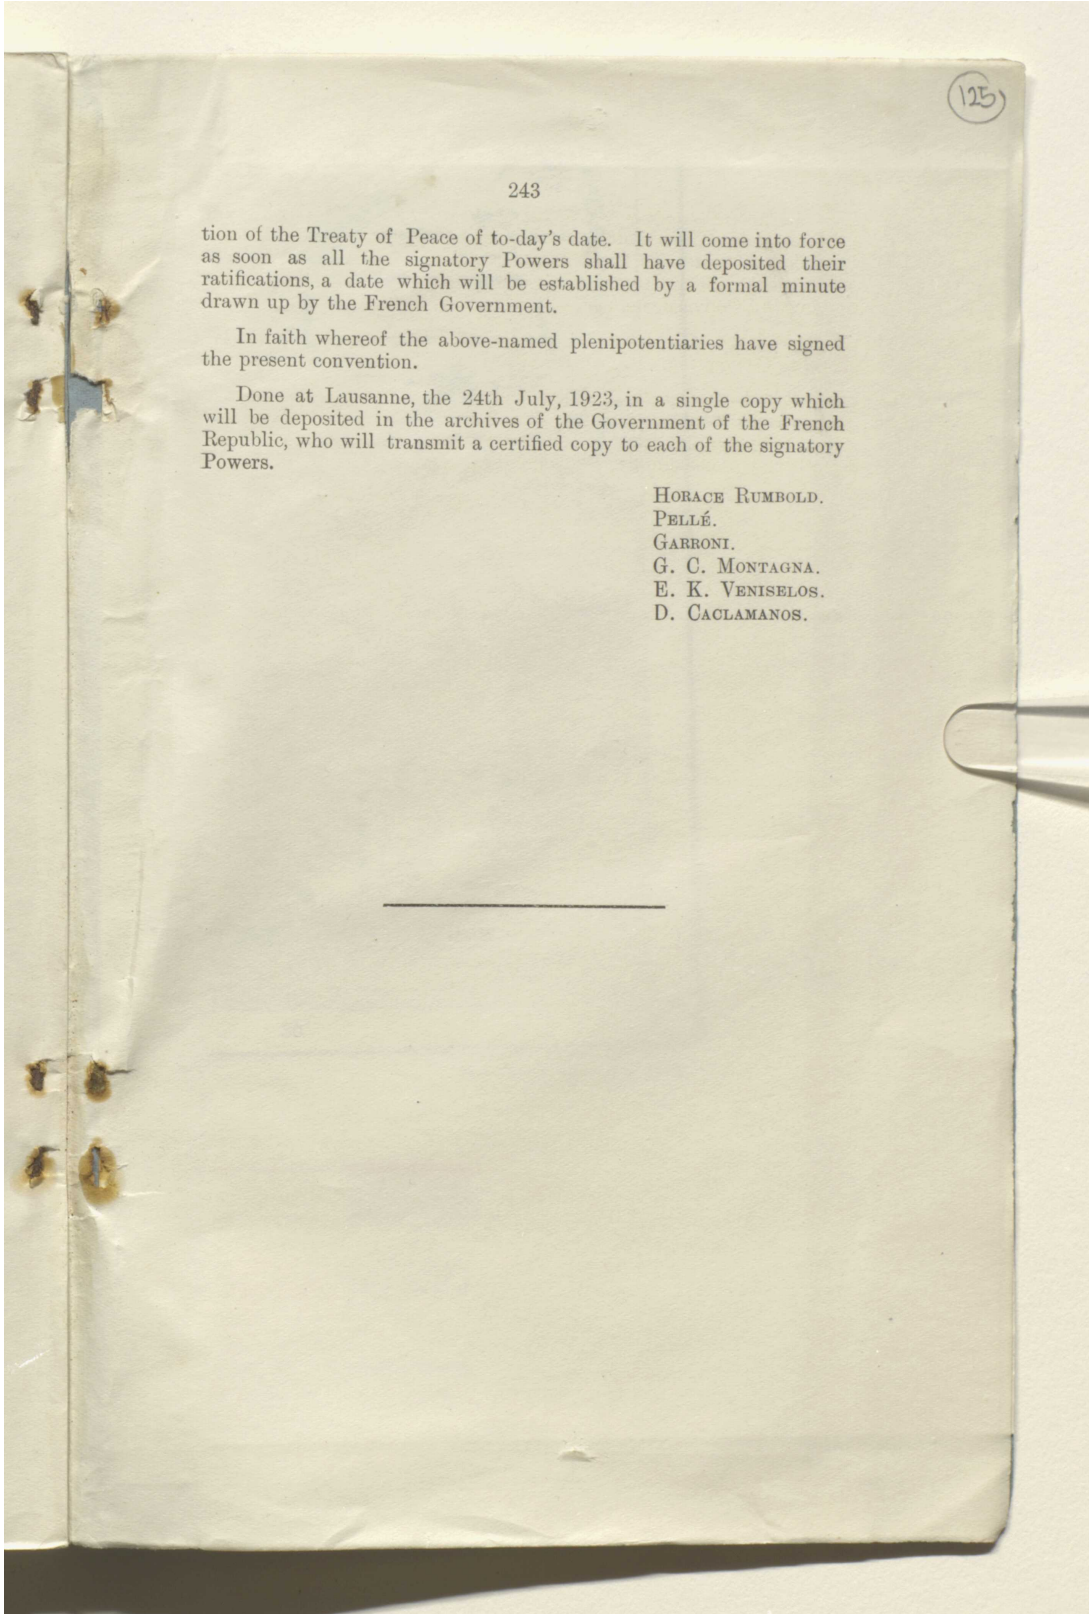 125
243
tion of the Treaty of Peace of to-day's date. It will come into force
as soon as all the signatory Powers shall have deposited their
ratifications, a date which will be established by a formal minute
drawn up by the French Government.
In faith whereof the above-named plenipotentiaries have signed
the present convention.
Done at Lausanne, the 24th July, 1923, in a single copy which
will be deposited in the archives of the Government of the French
Republic, who will transmit a certified copy to each of the signatory
Powers.
HORACE RUMBOLD.
PELLÉ.
GARRONI.
G. C. MONTAGNA.
E. K. VENISELOS.
D. CACLAMANOS.